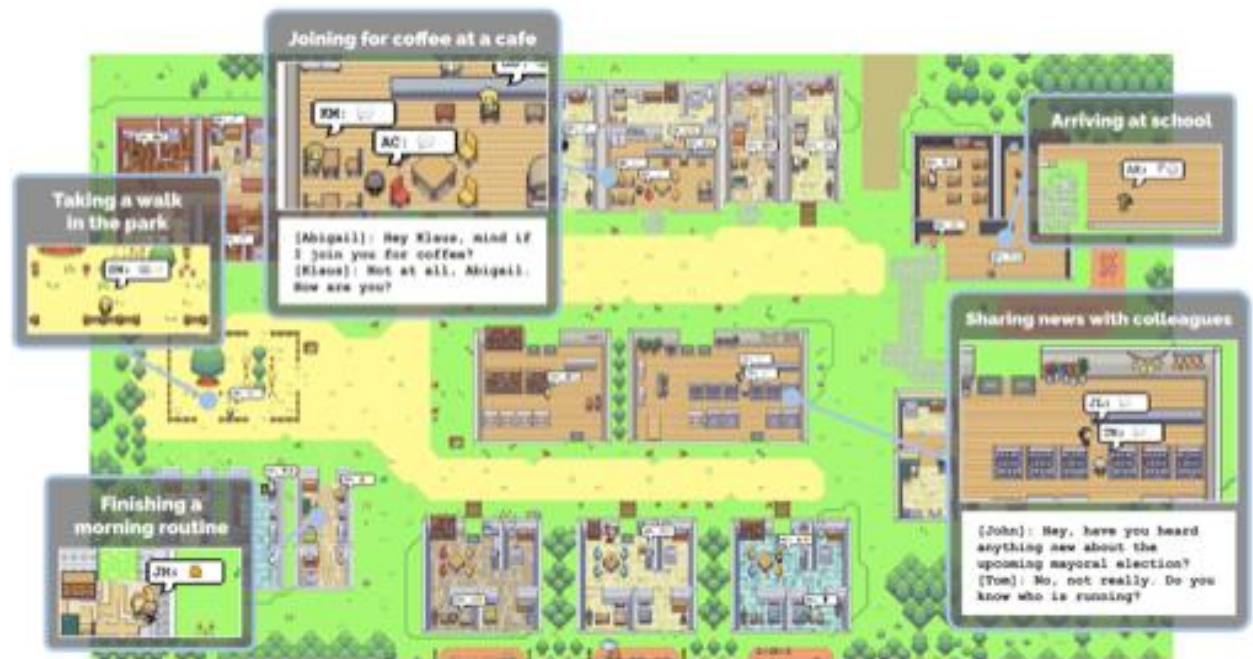 Joining for coffee at a cafe
KM:
AC:
[Abigail]: Hey Klaus, mind if
I join you for coffee?
[Klaus]: Not at all, Abigail.
How are you?
Taking a walk
in the park
Arriving at school
Sharing news with colleagues
[John]: Hey, have you heard
anything new about the
upcoming mayoral election?
[Tom]: No, not really. Do you
know who is running?
Finishing a
morning routine
JM: